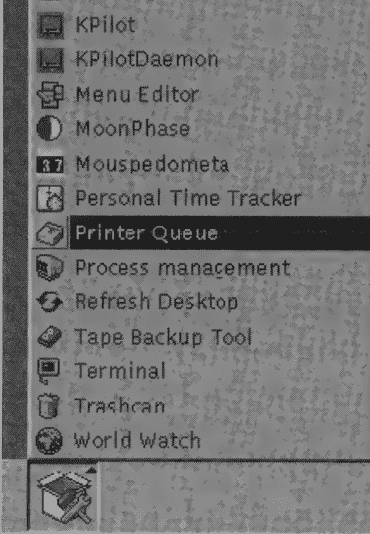 KPilot
KPilotDaemon
Menu Editor
MoonPhase
37 Mouspedometa
Personal Time Tracker
Printer Queue
Process management
Refresh Desktop
Tape Backup Tool
Terminal
Trashcan
World Watch